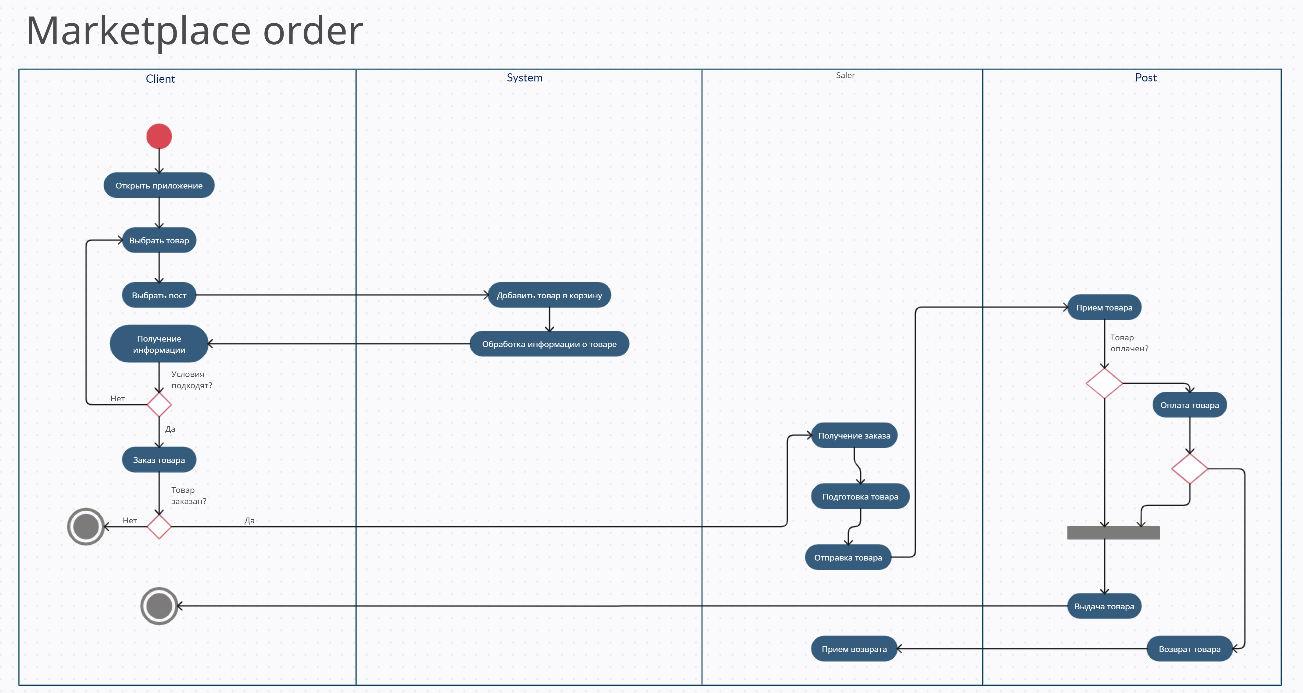 Marketplace order
Client
System
Saler
Post
Открыть приложение
Выбрать товар
Выбрать пост
Добавить товар в корзину
Прием товара
Получение
информации
Обработка информации о товаре
Товар
оплачен?
Условия
подходят?
Нет
Да
Оплата товара
Получение заказа
Заказ товара
Товар
заказан?
Подготовка товара
Нет
Да
Отправка товара
Выдача товара
Прием возврата
Возврат товара